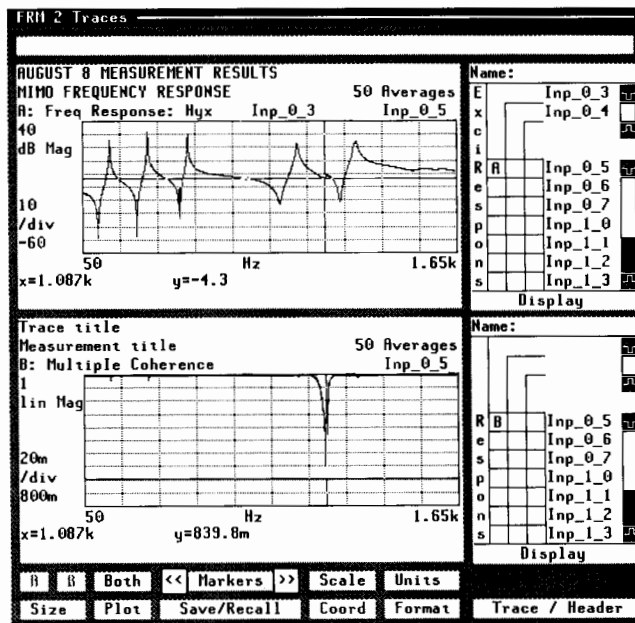 FRM 2 Traces
AUGUST 8 MEASUREMENT RESULTS
MIMO FREQUENCY RESPONSE 50 Averages
A: Freq Response: Hyx Inp_0_3 Inp_0_5
40
dB Mag
10
/div
-60
50 Hz 1.65k
x=1.087k y=-4.3
Name:
Exci
Inp_0_3
Inp_0_4
Respons
A Inp_0_5
Inp_0_6
Inp_0_7
Inp_1_0
Inp_1_1
Inp_1_2
Inp_1_3
Display
Trace title
Measurement title 50 Averages
B: Multiple Coherence Inp_0_5
1
lin Mag
20m
/div
800m
50 Hz 1.65k
x=1.087k y=839.8m
Name:
Respons
B Inp_0_5
Inp_0_6
Inp_0_7
Inp_1_0
Inp_1_1
Inp_1_2
Inp_1_3
Display
A B Both << Markers >> Scale Units
Size Plot Save/Recall Coord Format Trace / Header